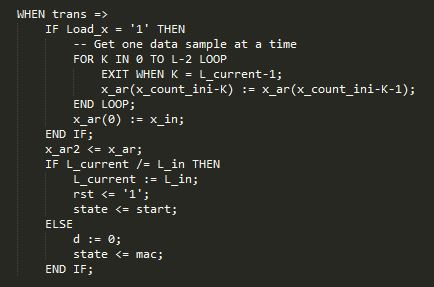 WHEN trans =>
    IF Load_x = '1' THEN
        -- Get one data sample at a time
        FOR K IN 0 TO L-2 LOOP
            EXIT WHEN K = L_current-1;
            x_ar(x_count_ini-K) := x_ar(x_count_ini-K-1);
        END LOOP;
        x_ar(0) := x_in;
    END IF;
    x_ar2 <= x_ar;
    IF L_current /= L_in THEN
        L_current := L_in;
        rst <= '1';
        state <= start;
    ELSE
        d := 0;
        state <= mac;
    END IF;